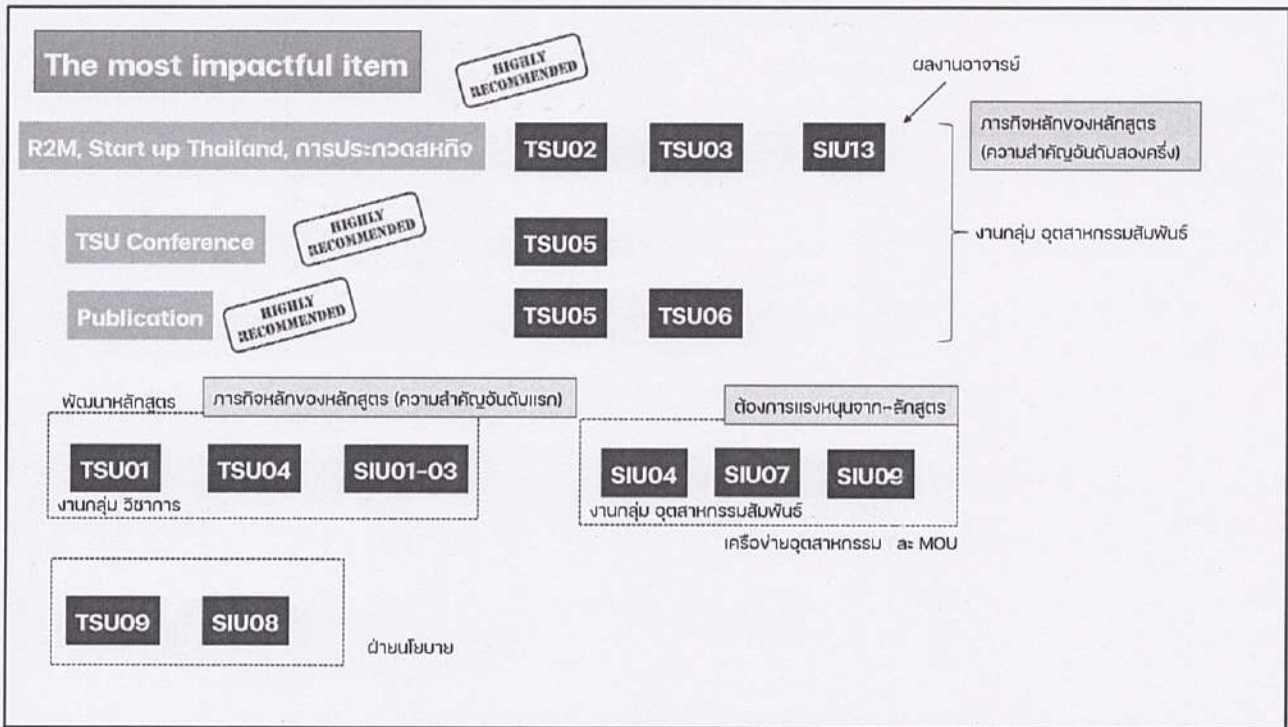 The most impactful item
HIGHLY
RECOMMENDED
ผลงานอาจารย์
R2M, Start up Thailand, การประกวดสหกิจ
TSU02
TSU03
SIU13
ภารกิจหลักของหลักสูตร
(ความสำคัญอันดับสองครึ่ง)
TSU Conference
HIGHLY
RECOMMENDED
TSU05
งานกลุ่ม อุตสาหกรรมสัมพันธ์
Publication
HIGHLY
RECOMMENDED
TSU05
TSU06
พัฒนาหลักสูตร
ภารกิจหลักของหลักสูตร (ความสำคัญอันดับแรก)
TSU01
TSU04
SIU01-03
งานกลุ่ม วิชาการ
ต้องการแรงหนุนจาก-ลักสูตร
SIU04
SIU07
SIU09
งานกลุ่ม อุตสาหกรรมสัมพันธ์
เครือข่ายอุตสาหกรรม ละ MOU
TSU09
SIU08
ฝ่ายนโยบาย